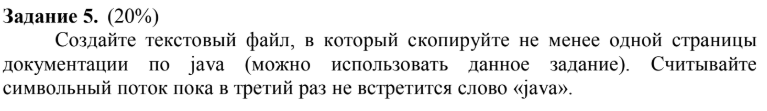 Задание 5. (20%)
Создайте текстовый файл, в который скопируйте не менее одной страницы
документации по java (можно использовать данное задание). Считывайте
символьный поток пока в третий раз не встретится слово «java».